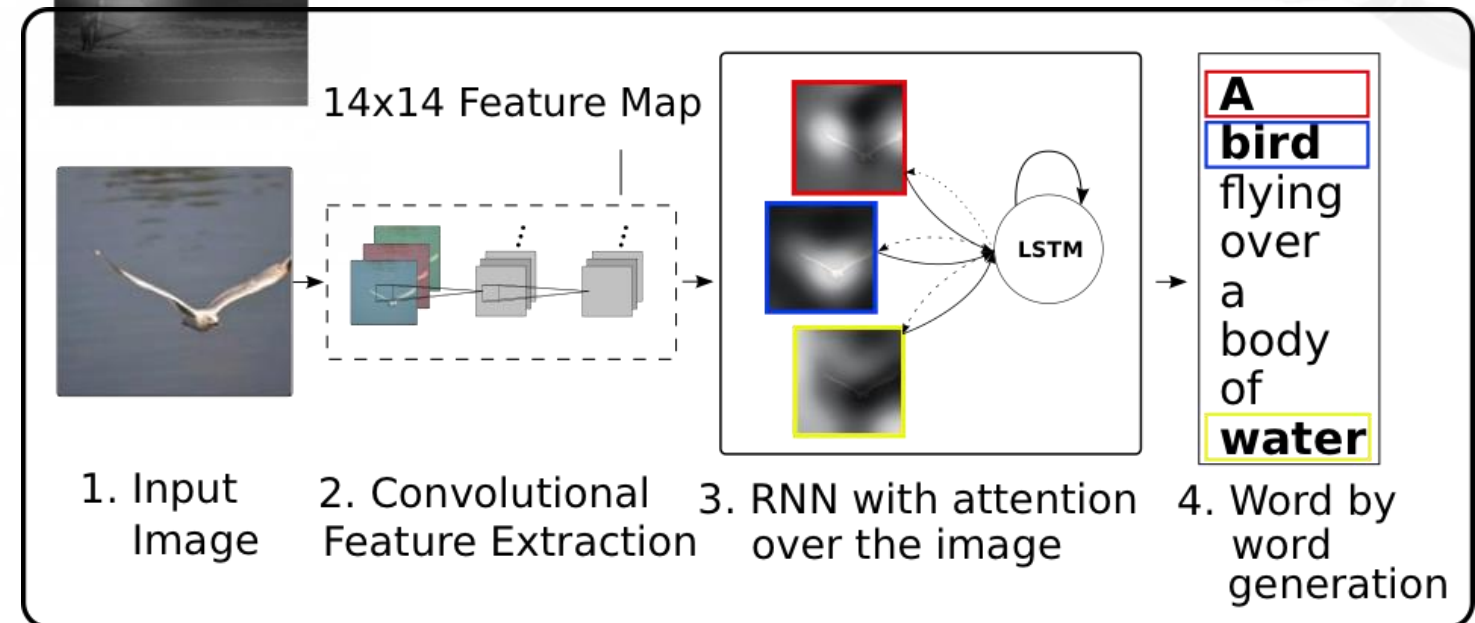 14x14 Feature Map
LSTM
A
bird
flying
over
a
body
of
water
1. Input
Image
2. Convolutional
Feature Extraction
3. RNN with attention
over the image
4. Word by
word
generation